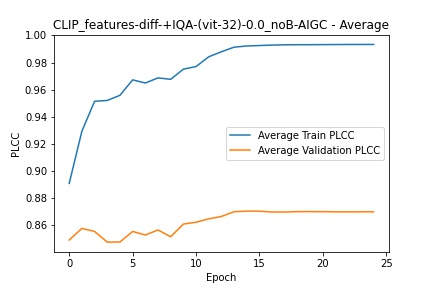 CLIP_features-diff-+IQA-(vit-32)-0.0_noB-AIGC - Average
1.00
0.98
0.96
0.94
0.92
0.90
0.88
0.86
PLCC
Average Train PLCC
Average Validation PLCC
0 5 10 15 20 25
Epoch